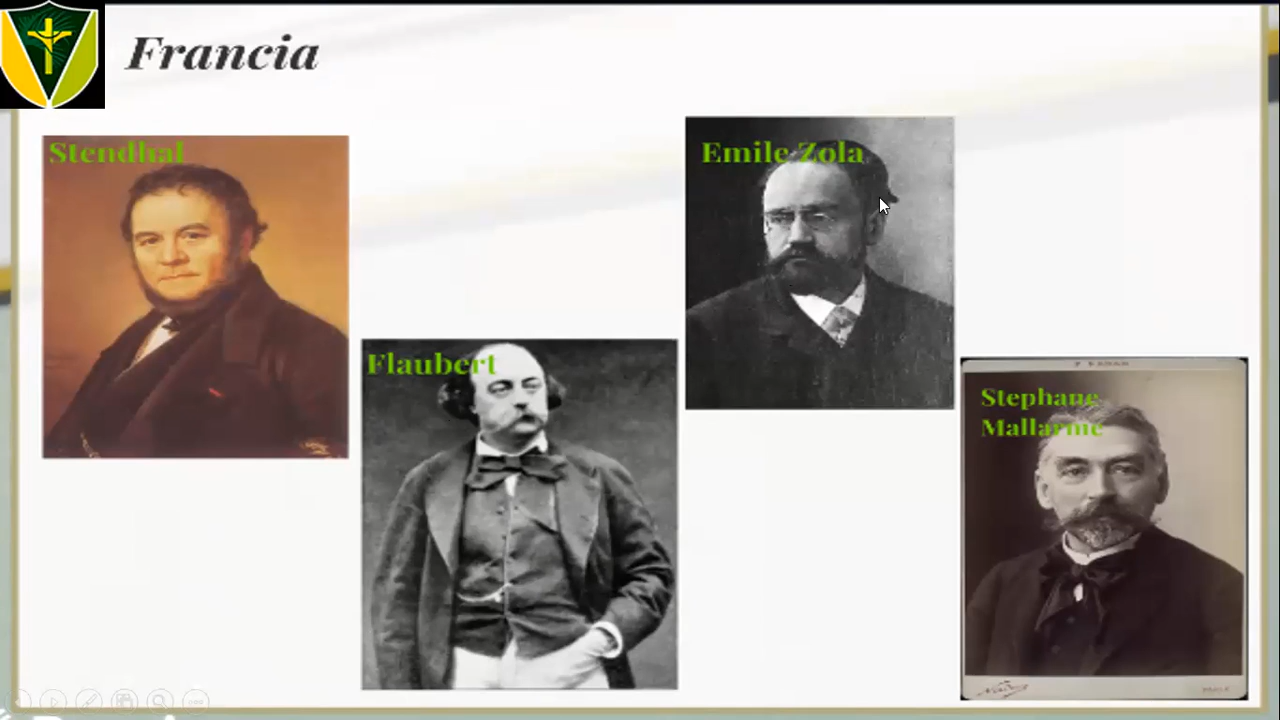 Francia
Stendhal
Emile Zola
Flaubert
Stephane
Mallarme